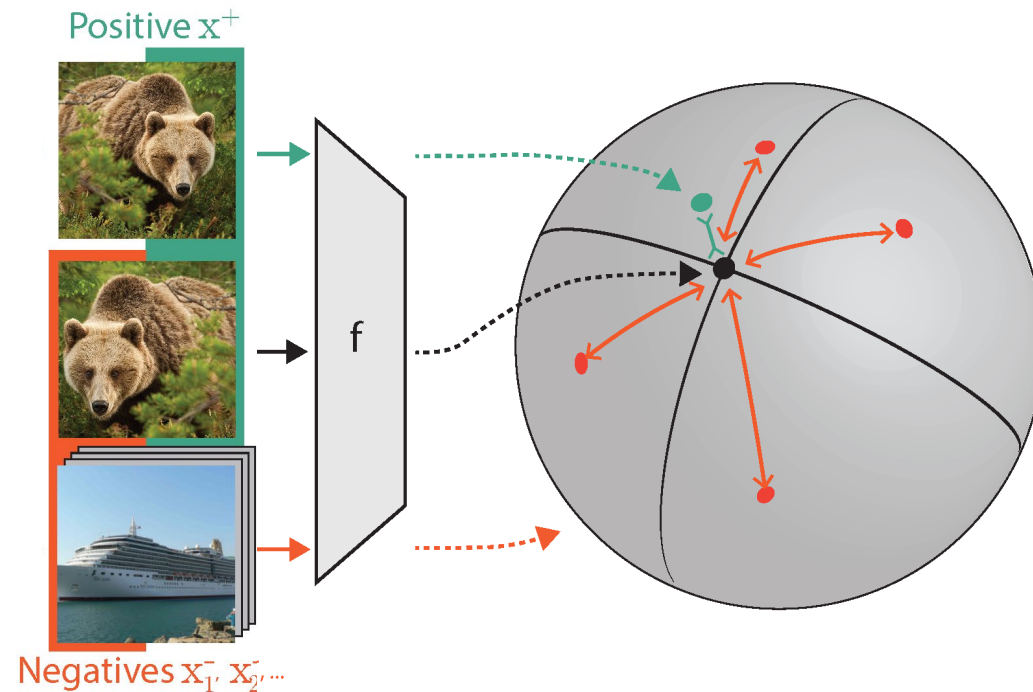 Positive x⁺
f
Negatives x₁⁻, x₂⁻, ...